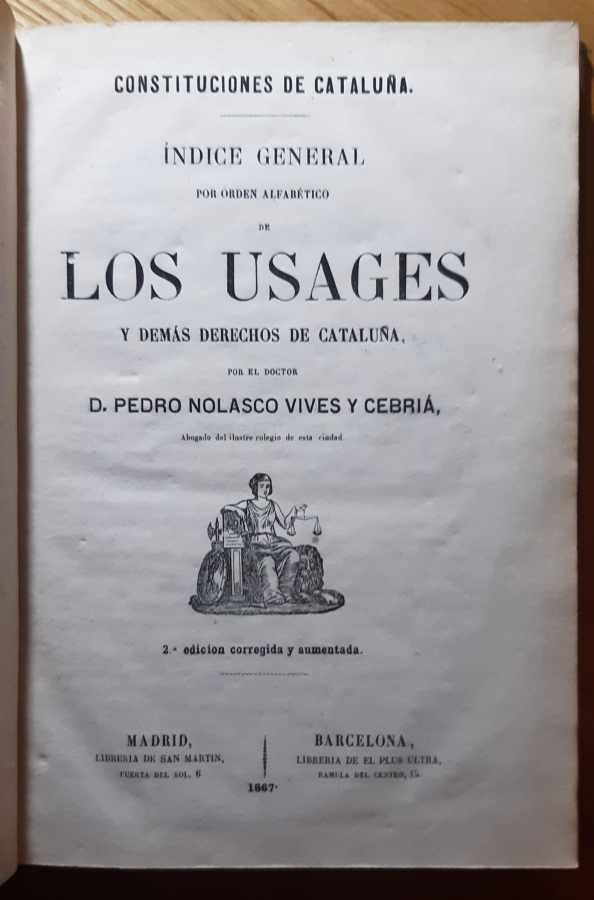 CONSTITUCIONES DE CATALUÑA.
ÍNDICE GENERAL
POR ÓRDEN ALFABÉTICO
DE
LOS USAGES
Y DEMÁS DERECHOS DE CATALUÑA,
POR EL DOCTOR
D. PEDRO NOLASCO VIVES Y CEBRIÁ,
Abogado del ilustre colegio de esta ciudad.
2.ª edicion corregida y aumentada.
MADRID,
LIBRERIA DE SAN MARTIN,
PUERTA DEL SOL, 6
BARCELONA,
LIBRERIA DE EL PLUS ULTRA,
RAMBLA DEL CENTRO, 15.
1867.